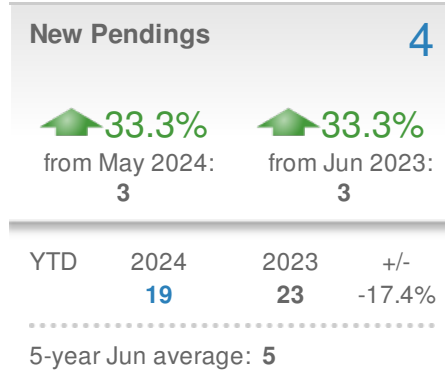 New Pendings 4
33.3% 33.3%
from May 2024: from Jun 2023:
3 3
YTD 2024 2023 +/-
19 23 -17.4%
5-year Jun average: 5